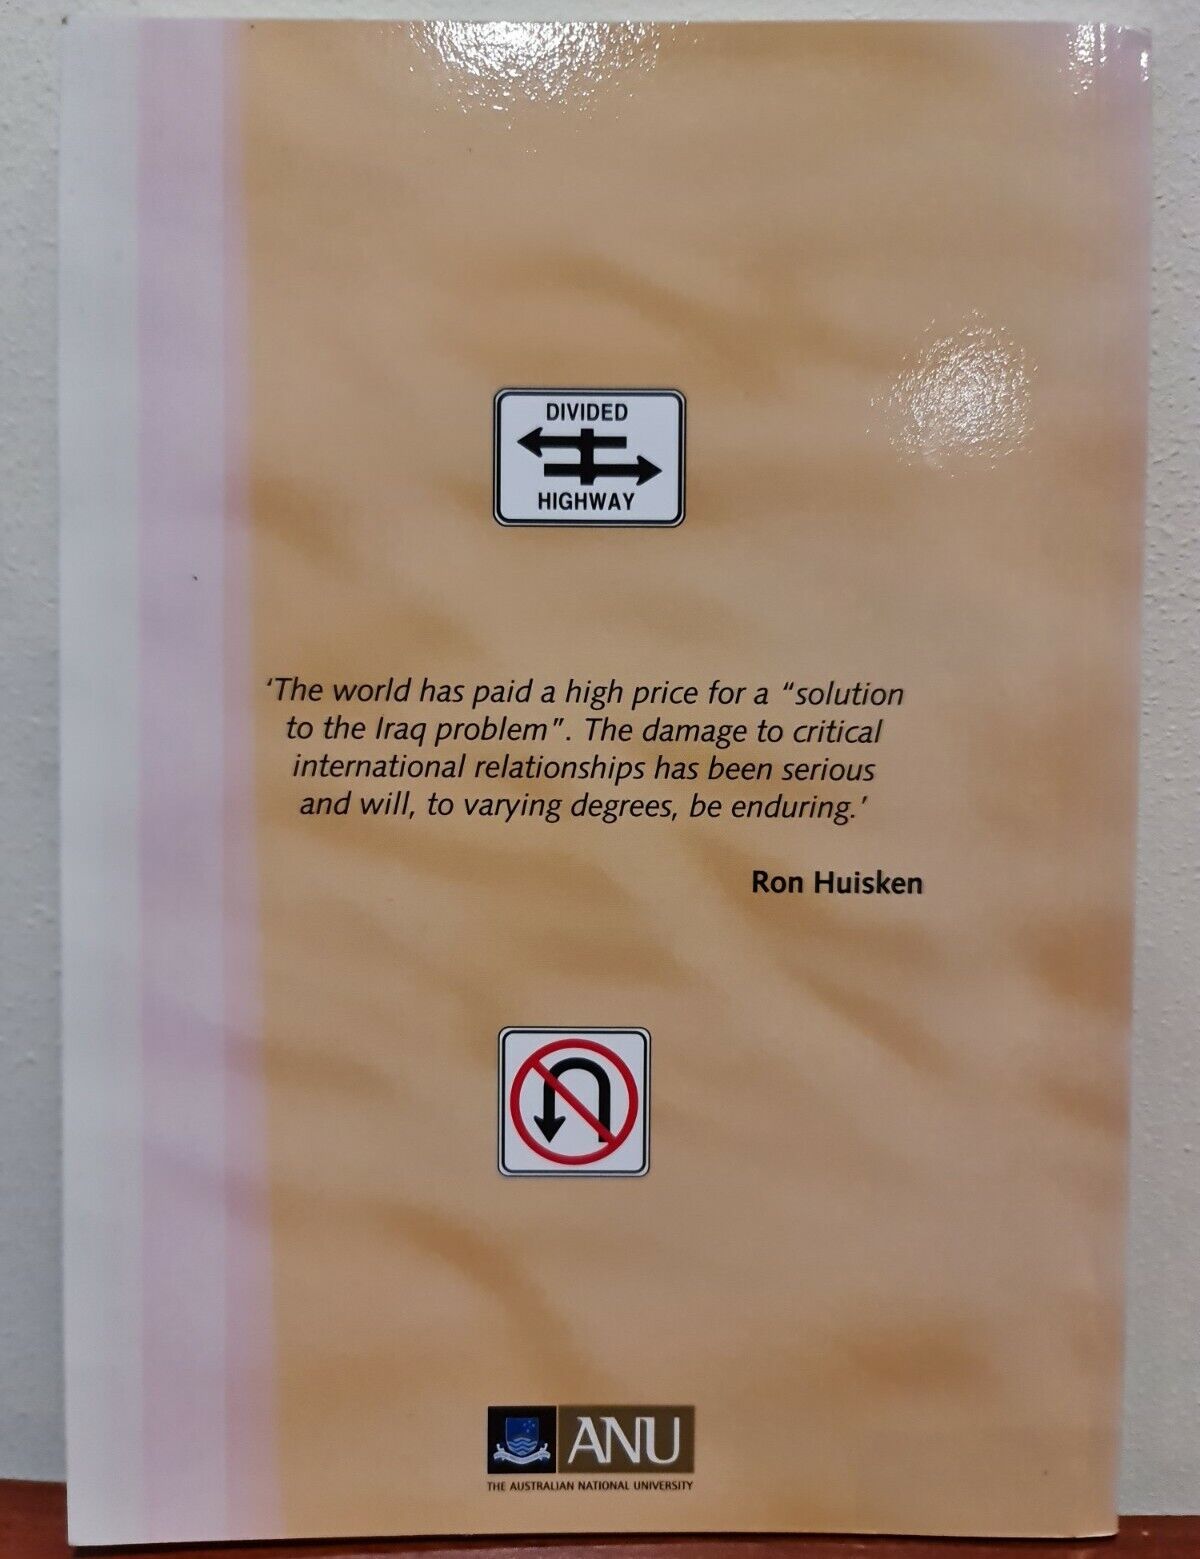 DIVIDED
HIGHWAY
‘The world has paid a high price for a “solution
to the Iraq problem”. The damage to critical
international relationships has been serious
and will, to varying degrees, be enduring.’
Ron Huisken
ANU
THE AUSTRALIAN NATIONAL UNIVERSITY